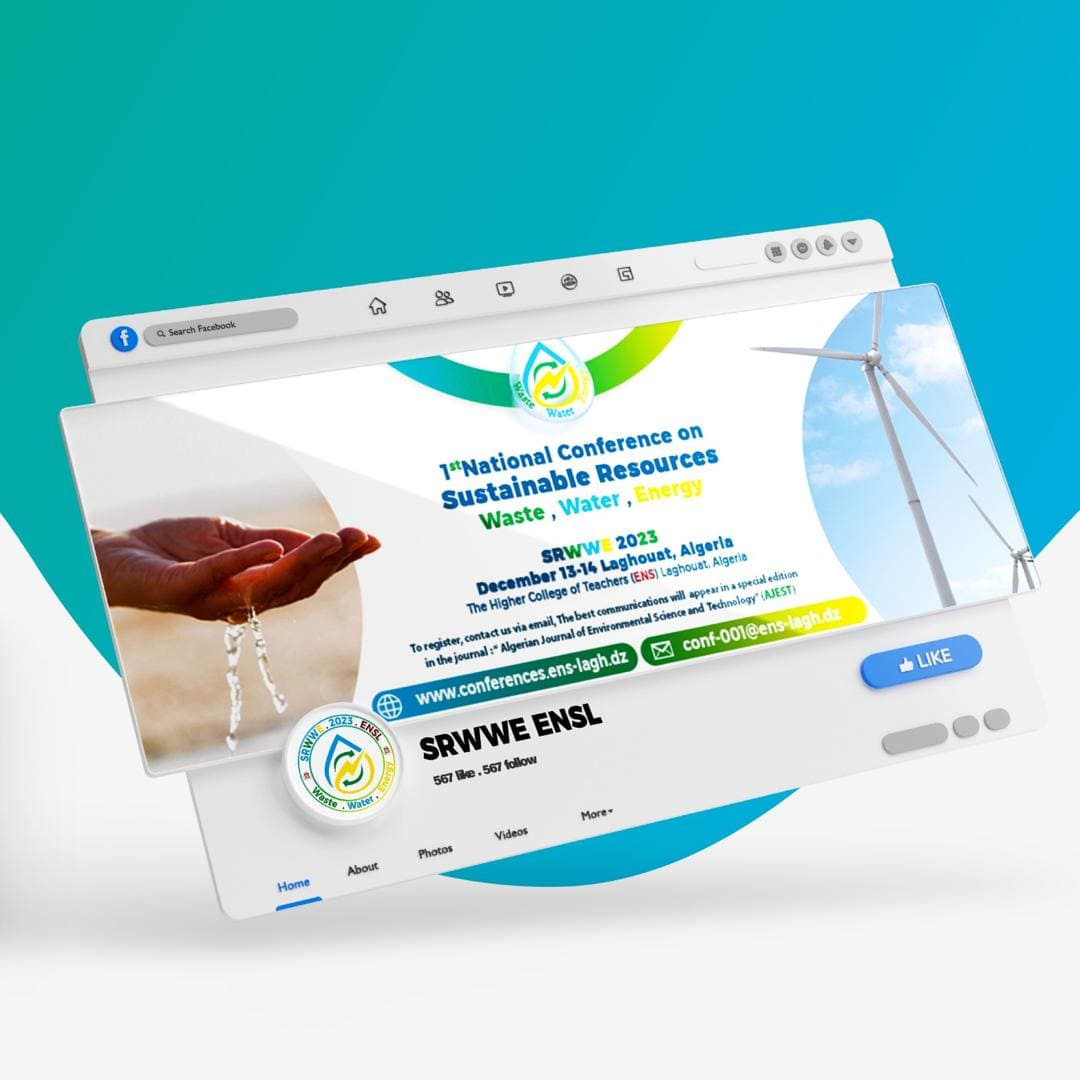 f
Search Facebook
Waste Water Energy
1st National Conference on
Sustainable Resources
Waste , Water , Energy
SRWWE 2023
December 13-14 Laghouat, Algeria
The Higher College of Teachers (ENS) Laghouat, Algeria
To register, contact us via email, The best communications will appear in a special edition
in the journal :“ Algerian Journal of Environmental Science and Technology” (AJEST)
www.conferences.ens-lagh.dz
conf-001@ens-lagh.dz
LIKE
SRWWE . 2023 . ENSL
Waste . Water . Energy
SRWWE ENSL
567 like . 567 follow
Home About Photos Videos More